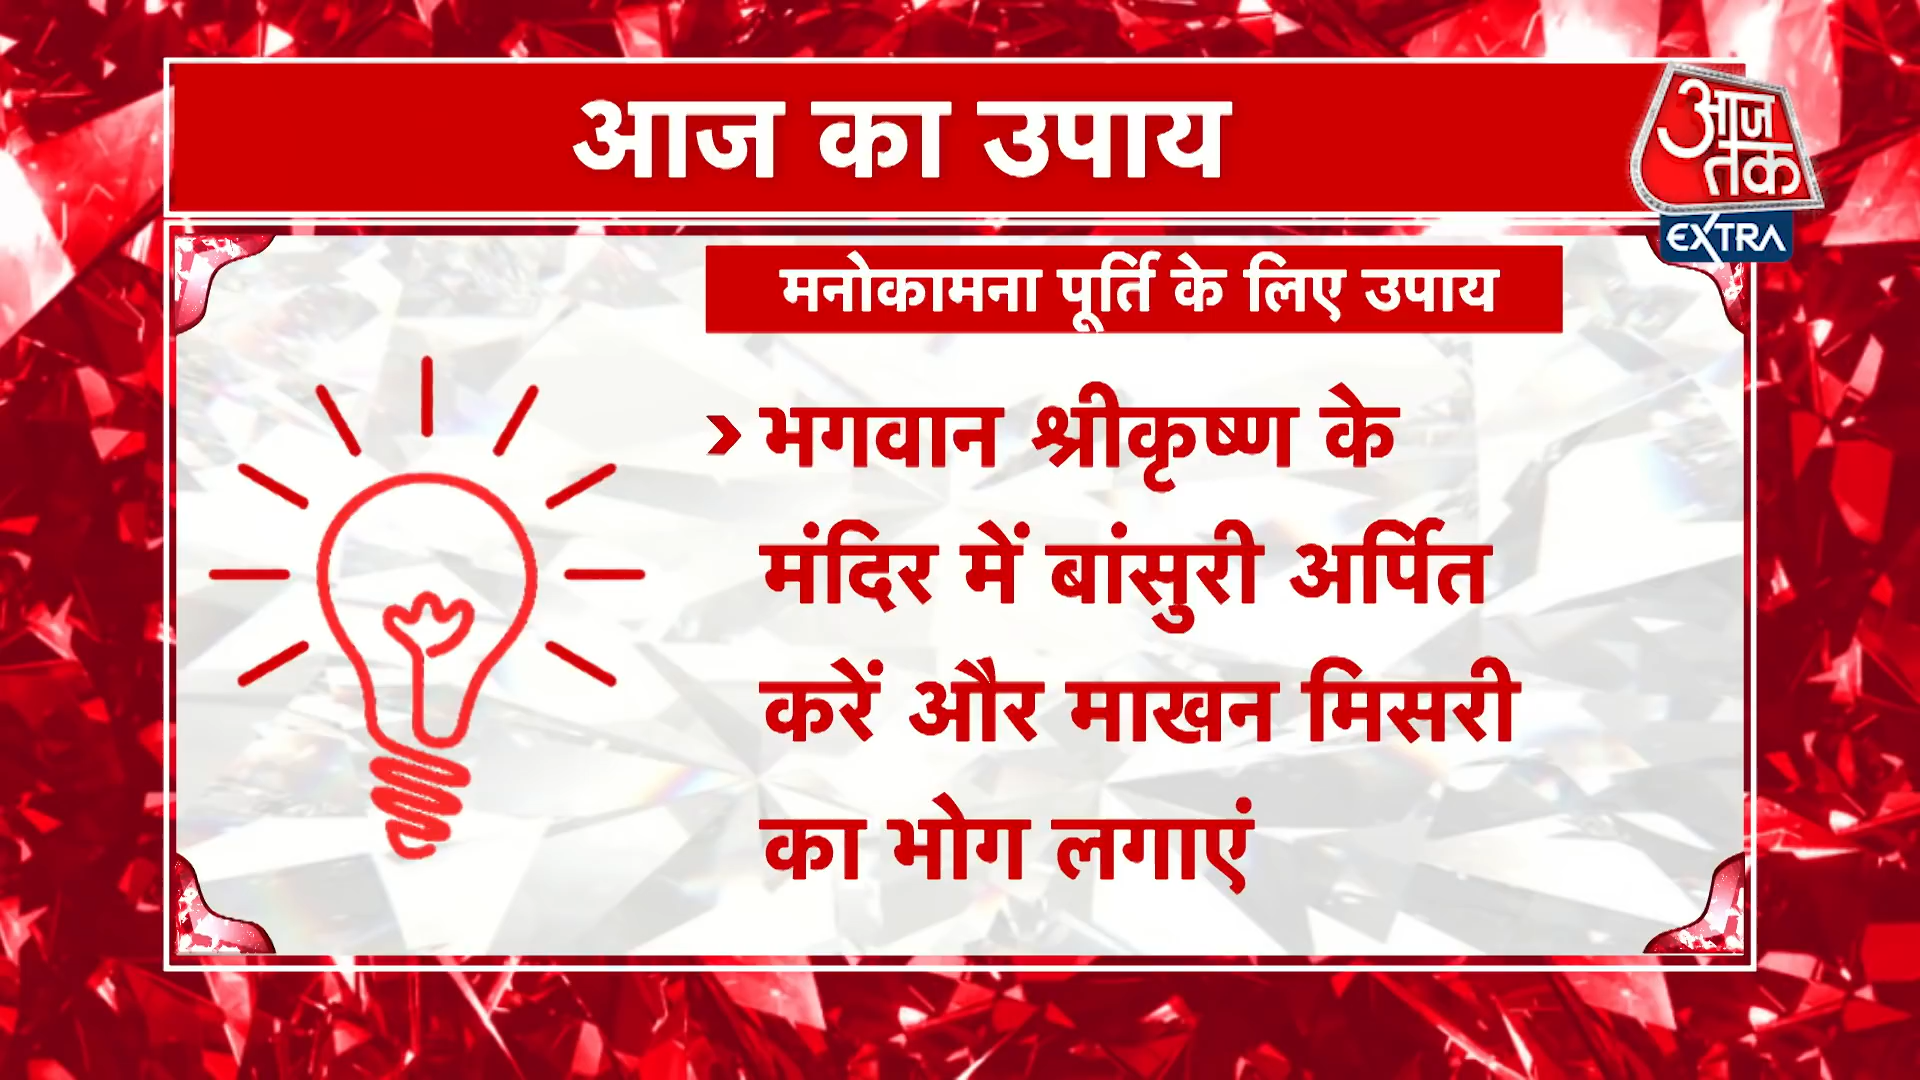 आज का उपाय
आज
तक
EXTRA
मनोकामना पूर्ति के लिए उपाय
› भगवान श्रीकृष्ण के
मंदिर में बांसुरी अर्पित
करें और माखन मिसरी
का भोग लगाएं